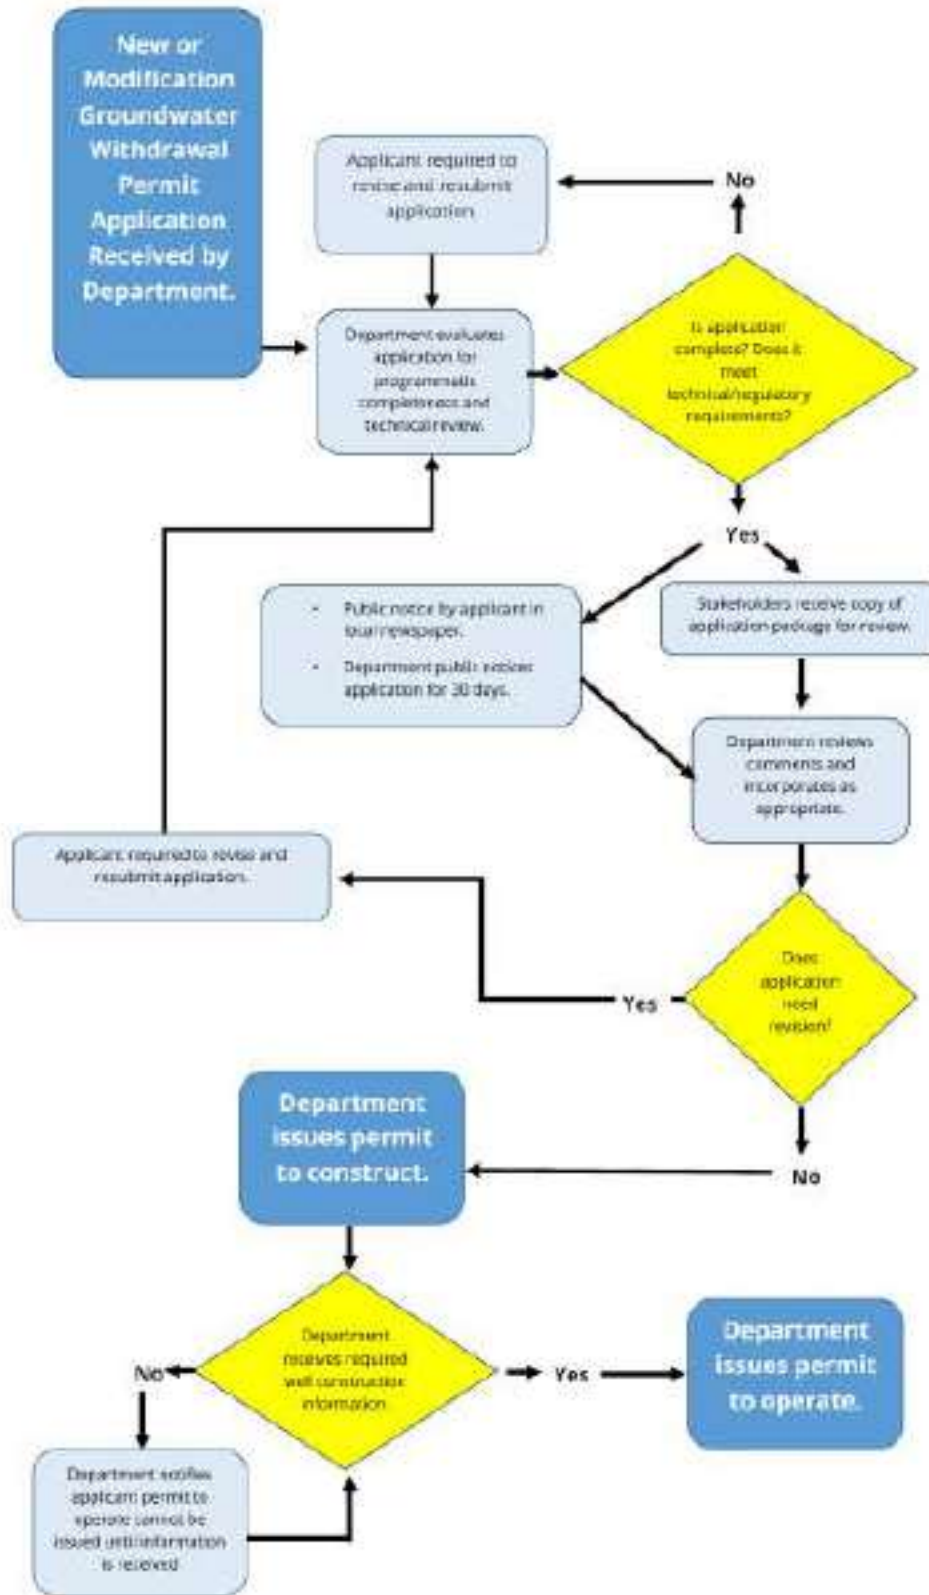 New or
Modification
Groundwater
Withdrawal
Permit
Application
Received by
Department.
Applicant required to
revise and resubmit
application
No
Department evaluates
application for
programmatic
completeness and
technical review.
Is application
complete? Does it
meet
technical/regulatory
requirements?
Yes
• Public notice by applicant in
local newspaper.
• Department public notices
application for 30 days.
Stakeholders receive copy of
application package for review.
Department reviews
comments and
incorporates as
appropriate.
Applicant required to revise and
resubmit application.
Does
application
need
revision?
Yes
No
Department
issues permit
to construct.
Department
receives required
well construction
information
No
Yes
Department
issues permit
to operate.
Department notifies
applicant permit to
operate cannot be
issued until information
is received